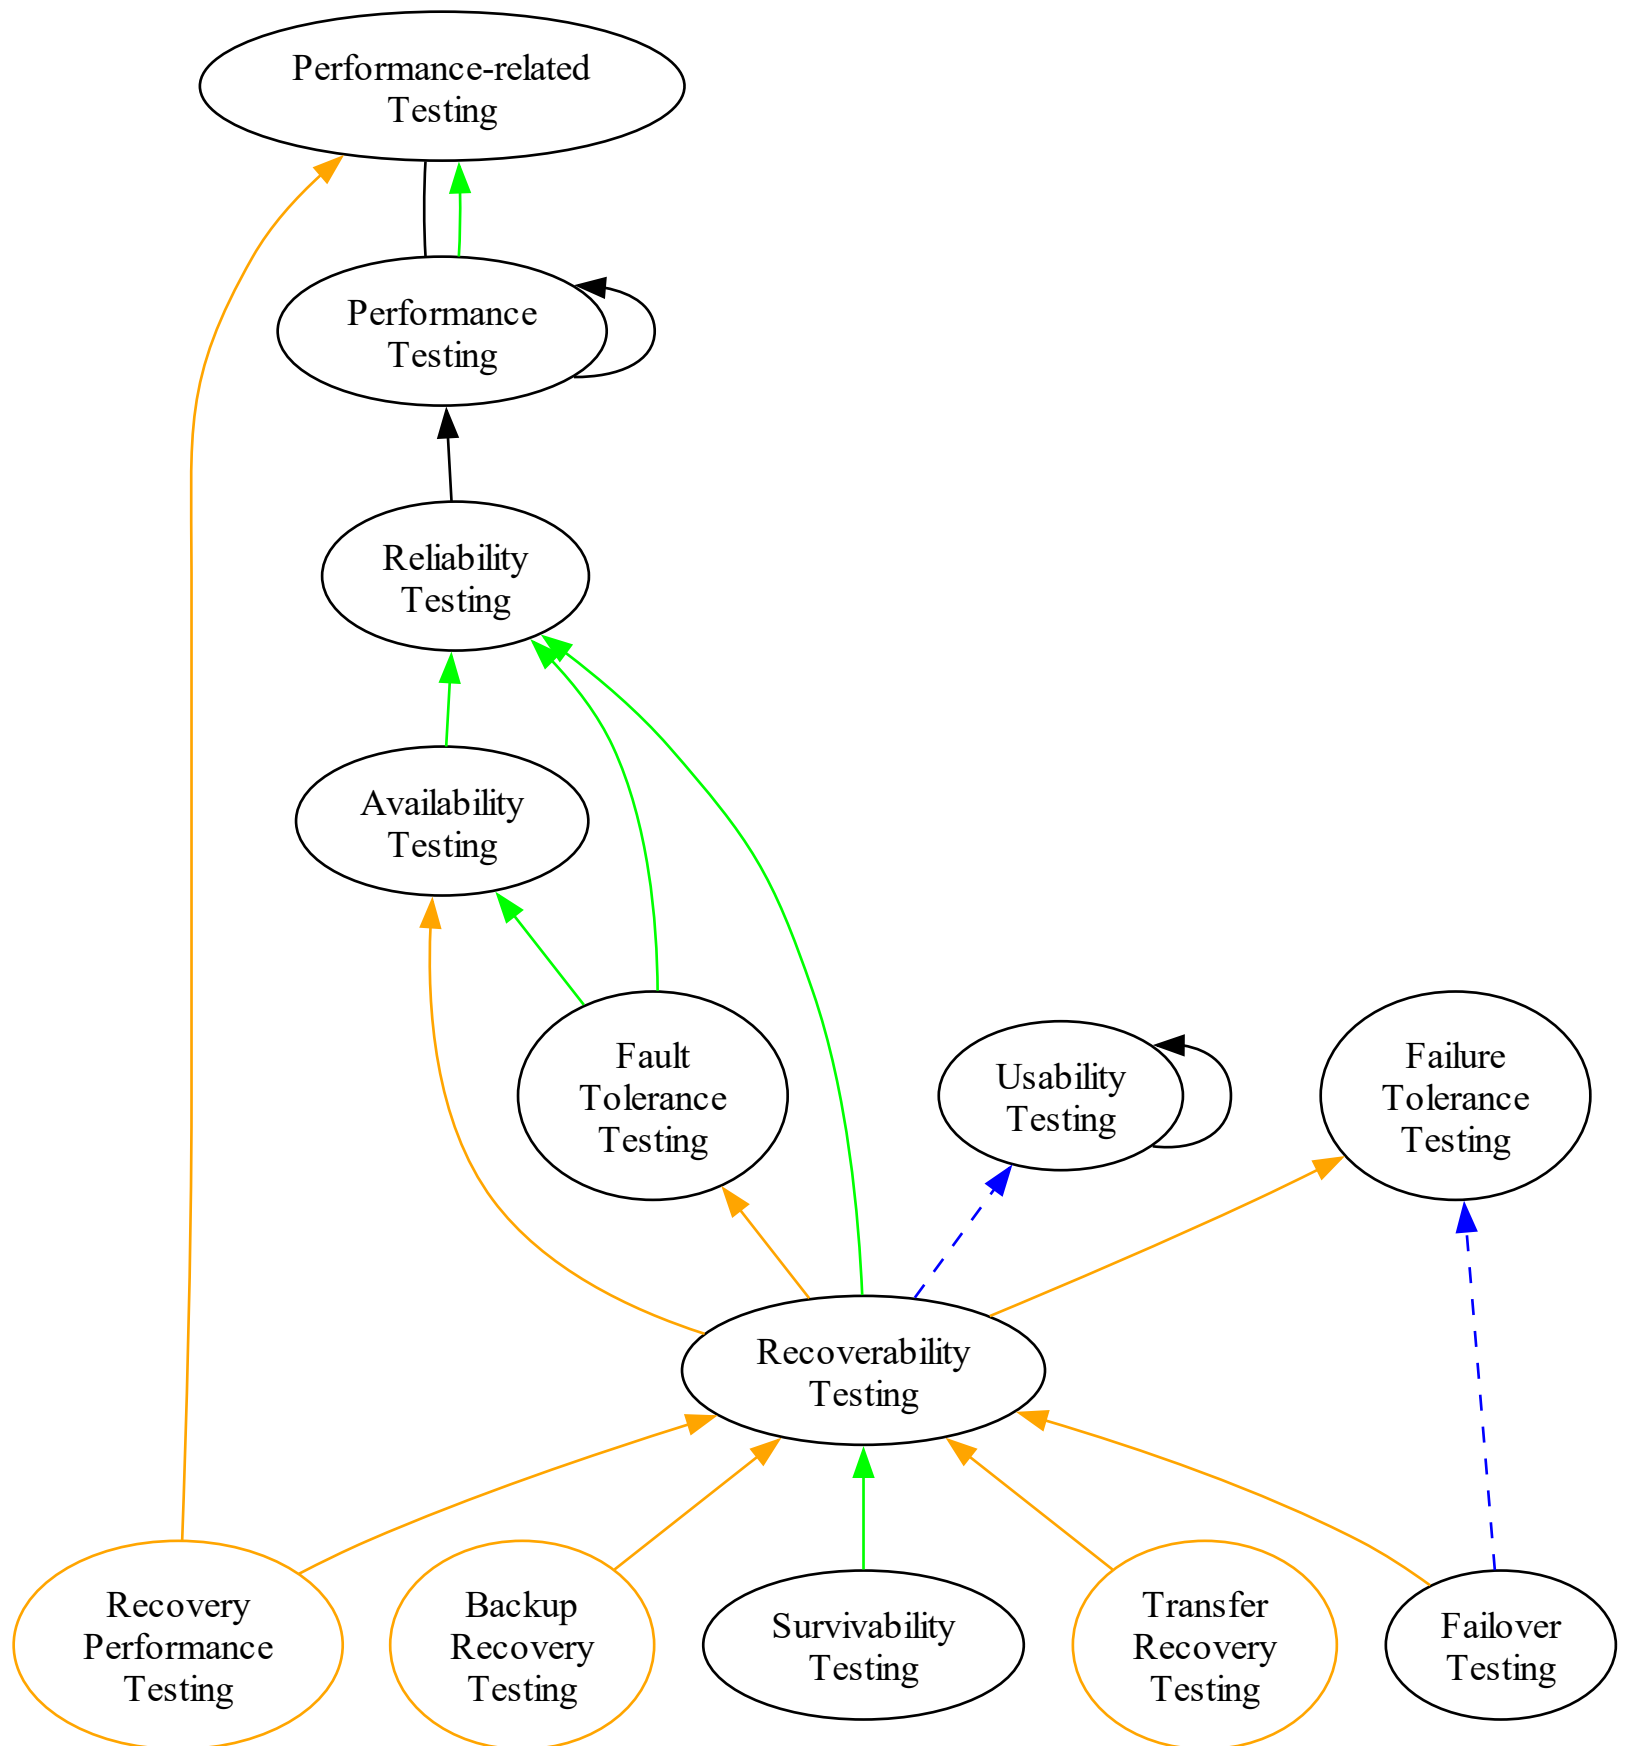 Performance-related
Testing
Performance
Testing
Reliability
Testing
Availability
Testing
Fault
Tolerance
Testing
Usability
Testing
Failure
Tolerance
Testing
Recoverability
Testing
Recovery
Performance
Testing
Backup
Recovery
Testing
Survivability
Testing
Transfer
Recovery
Testing
Failover
Testing